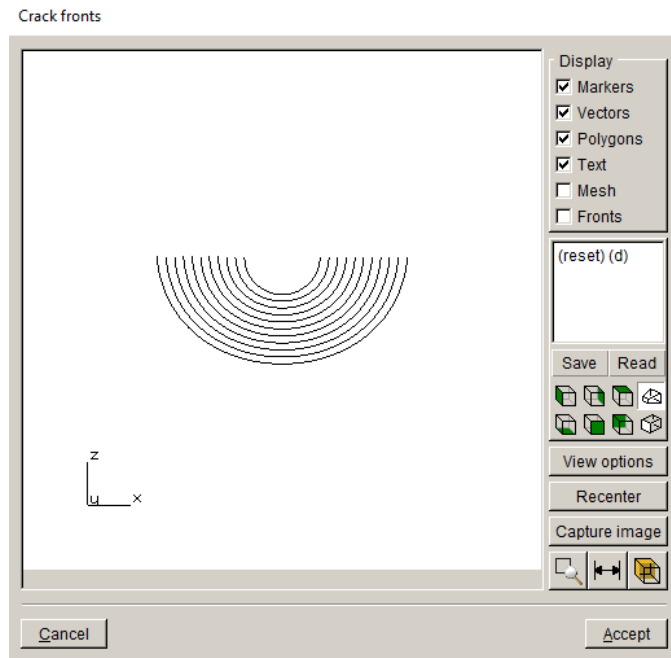 Crack fronts
Display
Markers
Vectors
Polygons
Text
Mesh
Fronts
(reset) (d)
Save Read
View options
Recenter
Capture image
z
y x
Cancel Accept